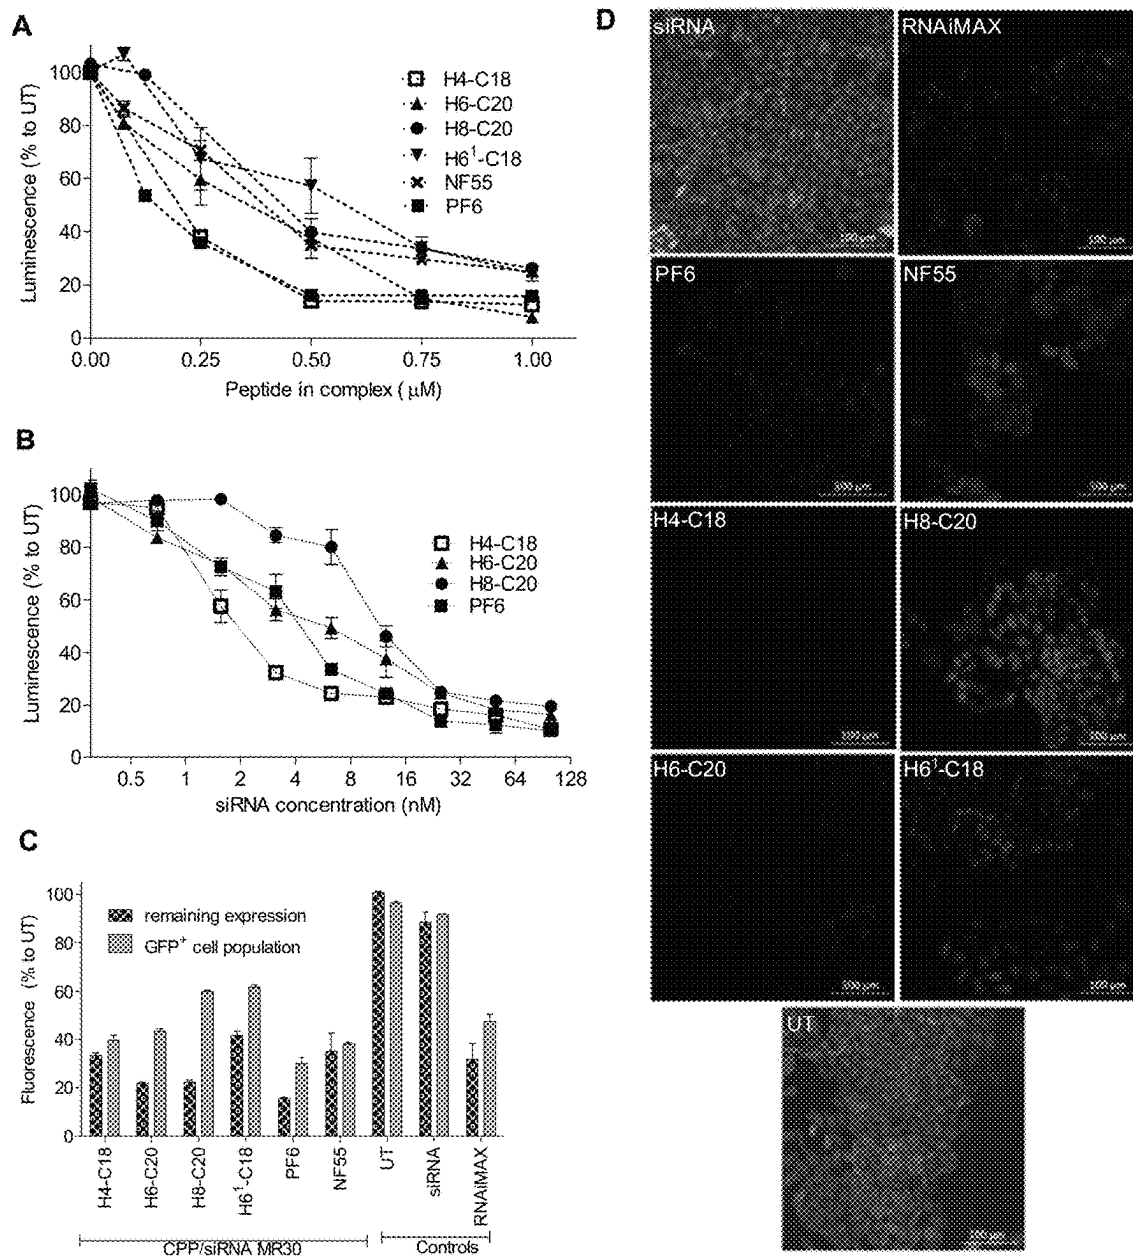 A
Luminescence (% to UT)
100
80
60
40
20
0
0.00
0.25
0.50
0.75
1.00
Peptide in complex ( μM)
H4-C18
H6-C20
H8-C20
H6¹-C18
NF55
PF6
B
Luminescence (% to UT)
100
80
60
40
20
0
0.5
1
2
4
8
16
32
64
128
siRNA concentration (nM)
H4-C18
H6-C20
H8-C20
PF6
C
Fluorescence (% to UT)
100
80
60
40
20
0
remaining expression
GFP⁺ cell population
H4-C18
H6-C20
H8-C20
H6¹-C18
PF6
NF55
UT
siRNA
RNAiMAX
CPP/siRNA MR30
Controls
D
siRNA
RNAiMAX
PF6
NF55
H4-C18
H8-C20
H6-C20
H6¹-C18
UT